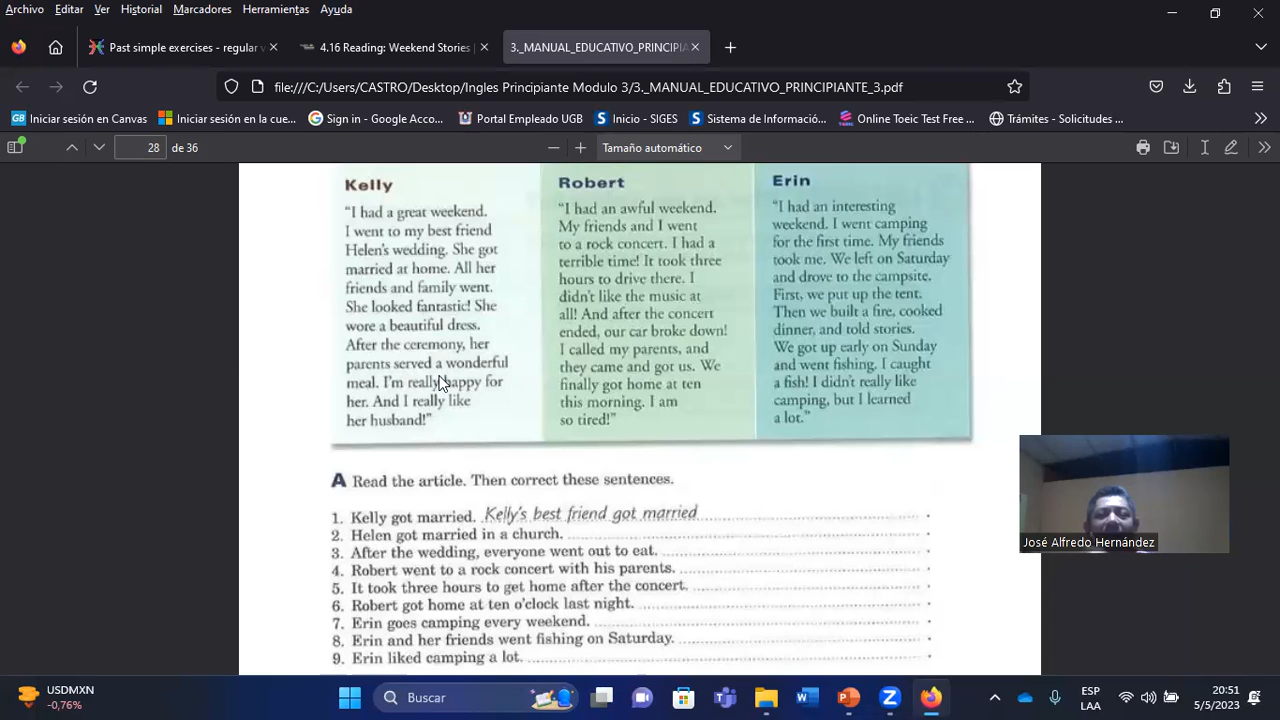 Archivo Editar Ver Historial Marcadores Herramientas Ayuda
Past simple exercises - regular v
4.16 Reading: Weekend Stories
3._MANUAL_EDUCATIVO_PRINCIPIA
file:///C:/Users/CASTRO/Desktop/Ingles Principiante Modulo 3/3._MANUAL_EDUCATIVO_PRINCIPIANTE_3.pdf
GB Iniciar sesión en Canvas
Iniciar sesión en la cue…
Sign in - Google Acco…
Portal Empleado UGB
S Inicio - SIGES
S Sistema de Informació…
Online Toeic Test Free …
Trámites - Solicitudes …
28 de 36
Tamaño automático
Kelly
"I had a great weekend.
I went to my best friend
Helen's wedding. She got
married at home. All her
friends and family went.
She looked fantastic! She
wore a beautiful dress.
After the ceremony, her
parents served a wonderful
meal. I'm really happy for
her. And I really like
her husband!"
Robert
"I had an awful weekend.
My friends and I went
to a rock concert. I had a
terrible time! It took three
hours to drive there. I
didn't like the music at
all! And after the concert
ended, our car broke down!
I called my parents, and
they came and got us. We
finally got home at ten
this morning. I am
so tired!"
Erin
"I had an interesting
weekend. I went camping
for the first time. My friends
took me. We left on Saturday
and drove to the campsite.
First, we put up the tent.
Then we built a fire, cooked
dinner, and told stories.
We got up early on Sunday
and went fishing. I caught
a fish! I didn't really like
camping, but I learned
a lot."
A Read the article. Then correct these sentences.
1. Kelly got married. Kelly's best friend got married.
2. Helen got married in a church.
3. After the wedding, everyone went out to eat.
4. Robert went to a rock concert with his parents.
5. It took three hours to get home after the concert.
6. Robert got home at ten o'clock last night.
7. Erin goes camping every weekend.
8. Erin and her friends went fishing on Saturday.
9. Erin liked camping a lot.
José Alfredo Hernández
USDMXN
-0,76%
Buscar
ESP
LAA
20:51
5/5/2023